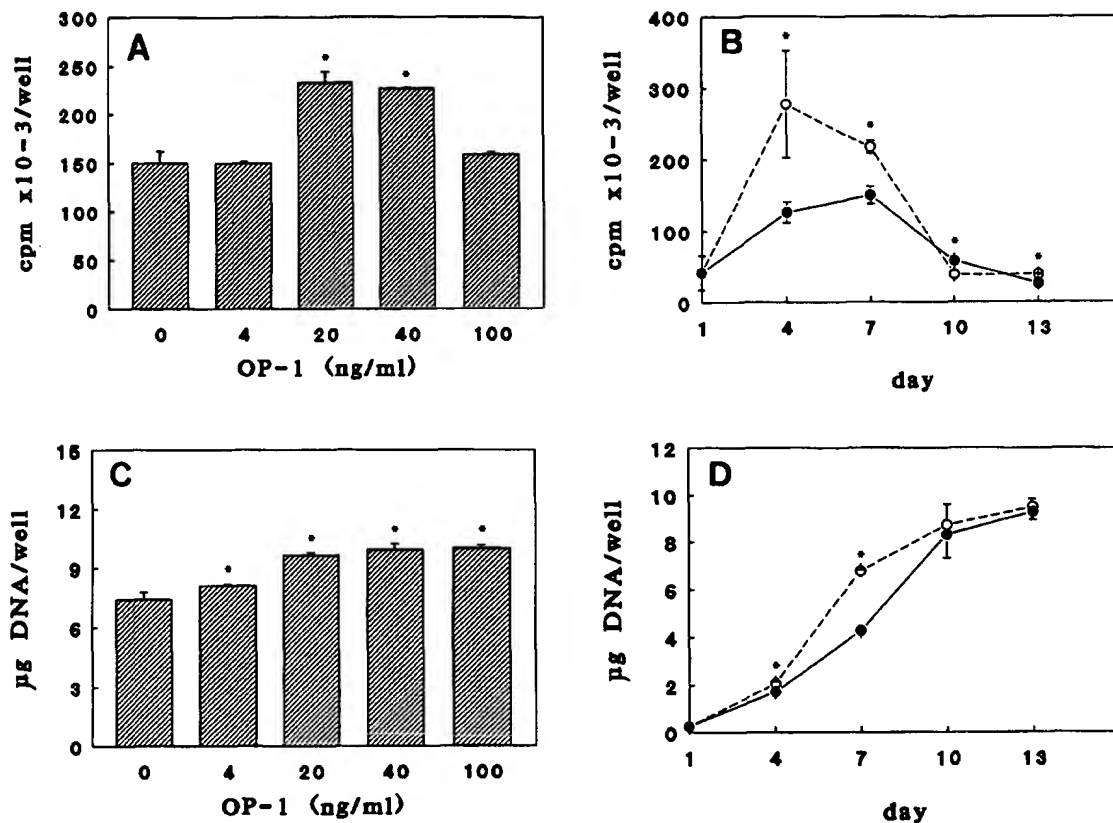 A
cpm x10-3/well
300
250
200
150
100
50
0
* *
0 4 20 40 100
OP-1 (ng/ml)
B
cpm x10-3/well
400
300
200
100
0
* * * *
1 4 7 10 13
day
C
µg DNA/well
15
12
9
6
3
0
* * * *
0 4 20 40 100
OP-1 (ng/ml)
D
µg DNA/well
12
10
8
6
4
2
0
* *
1 4 7 10 13
day